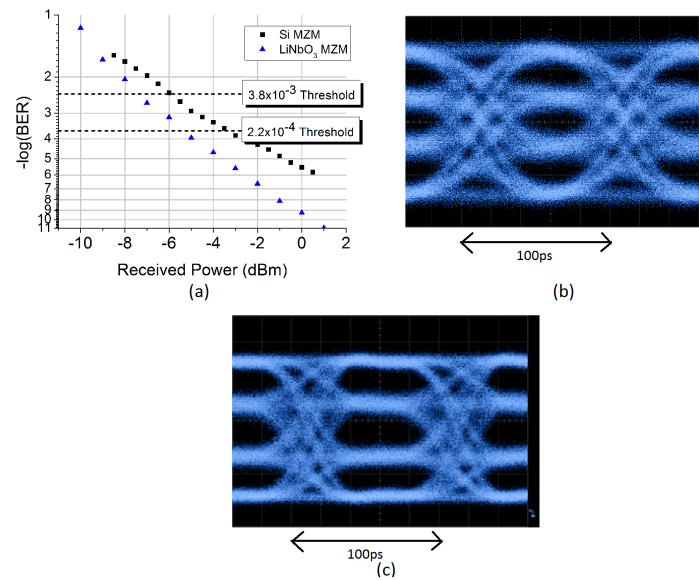 Si MZM
LiNbO₃ MZM
3.8x10⁻³ Threshold
2.2x10⁻⁴ Threshold
-log(BER)
1
2
3
4
5
6
7
8
9
10
11
-10 -8 -6 -4 -2 0 2
Received Power (dBm)
(a)
100ps
(b)
100ps
(c)